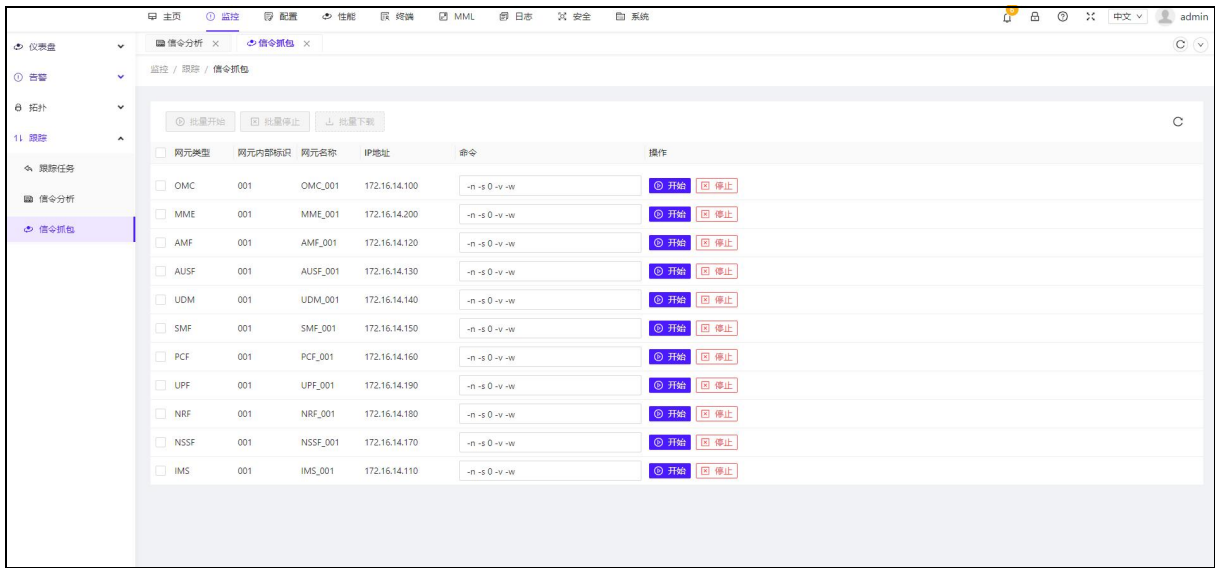 主页 监控 配置 性能 终端 MML 日志 安全 系统 中文 admin
仪表盘
告警
拓扑
跟踪
跟踪任务
信令分析
信令抓包
信令分析 信令抓包
监控 / 跟踪 / 信令抓包
批量开始 批量停止 批量下载
网元类型 网元内部标识 网元名称 IP地址 命令 操作
OMC 001 OMC_001 172.16.14.100 -n -s 0 -v -w 开始 停止
MME 001 MME_001 172.16.14.200 -n -s 0 -v -w 开始 停止
AMF 001 AMF_001 172.16.14.120 -n -s 0 -v -w 开始 停止
AUSF 001 AUSF_001 172.16.14.130 -n -s 0 -v -w 开始 停止
UDM 001 UDM_001 172.16.14.140 -n -s 0 -v -w 开始 停止
SMF 001 SMF_001 172.16.14.150 -n -s 0 -v -w 开始 停止
PCF 001 PCF_001 172.16.14.160 -n -s 0 -v -w 开始 停止
UPF 001 UPF_001 172.16.14.190 -n -s 0 -v -w 开始 停止
NRF 001 NRF_001 172.16.14.180 -n -s 0 -v -w 开始 停止
NSSF 001 NSSF_001 172.16.14.170 -n -s 0 -v -w 开始 停止
IMS 001 IMS_001 172.16.14.110 -n -s 0 -v -w 开始 停止